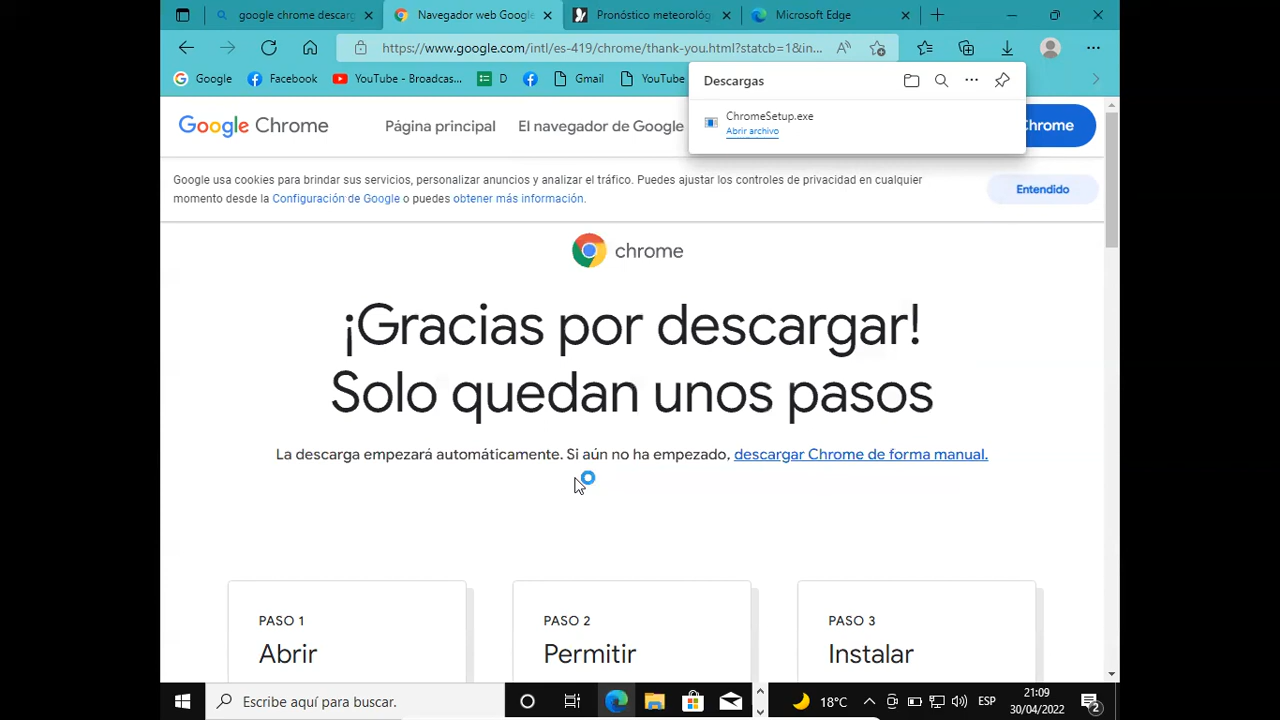 google chrome descarg
Navegador web Google
Pronóstico meteorológ
Microsoft Edge
https://www.google.com/intl/es-419/chrome/thank-you.html?statcb=1&in...
Google
Facebook
YouTube - Broadcas...
D
Gmail
YouTube
Descargas
ChromeSetup.exe
Abrir archivo
Google Chrome
Página principal
El navegador de Google
Chrome
Google usa cookies para brindar sus servicios, personalizar anuncios y analizar el tráfico. Puedes ajustar los controles de privacidad en cualquier
momento desde la Configuración de Google o puedes obtener más información.
Entendido
chrome
¡Gracias por descargar!
Solo quedan unos pasos
La descarga empezará automáticamente. Si aún no ha empezado, descargar Chrome de forma manual.
PASO 1
Abrir
PASO 2
Permitir
PASO 3
Instalar
Escribe aquí para buscar.
18°C
ESP
21:09
30/04/2022
2